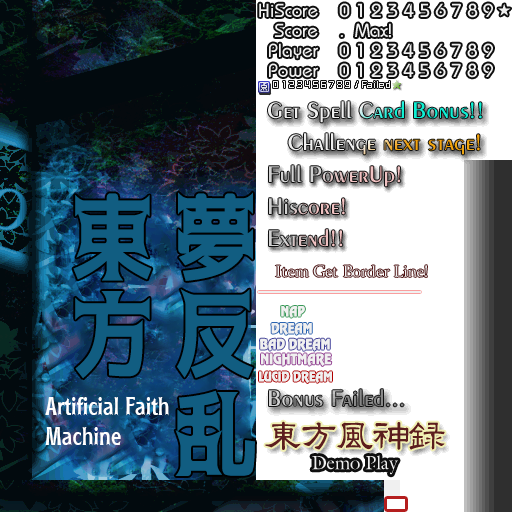 HiScore 0123456789★
Score . Max!
Player 0123456789
Power 0123456789
0123456789/Failed★
Get Spell Card Bonus!!
Challenge next stage!
Full PowerUp!
Hiscore!
Extend!!
Item Get Border Line!
NAP
DREAM
BAD DREAM
NIGHTMARE
LUCID DREAM
Bonus Failed...
東方風神録
Demo Play
東方
夢反乱
Artificial Faith
Machine